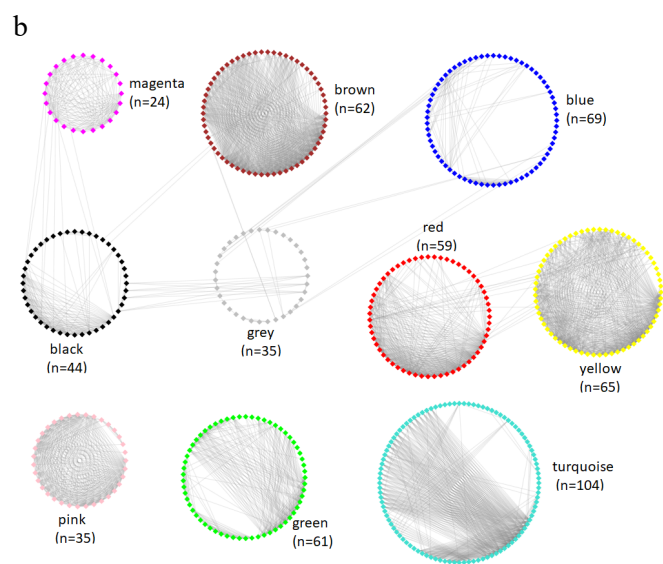 b
magenta
(n=24)
brown
(n=62)
blue
(n=69)
black
(n=44)
grey
(n=35)
red
(n=59)
yellow
(n=65)
pink
(n=35)
green
(n=61)
turquoise
(n=104)